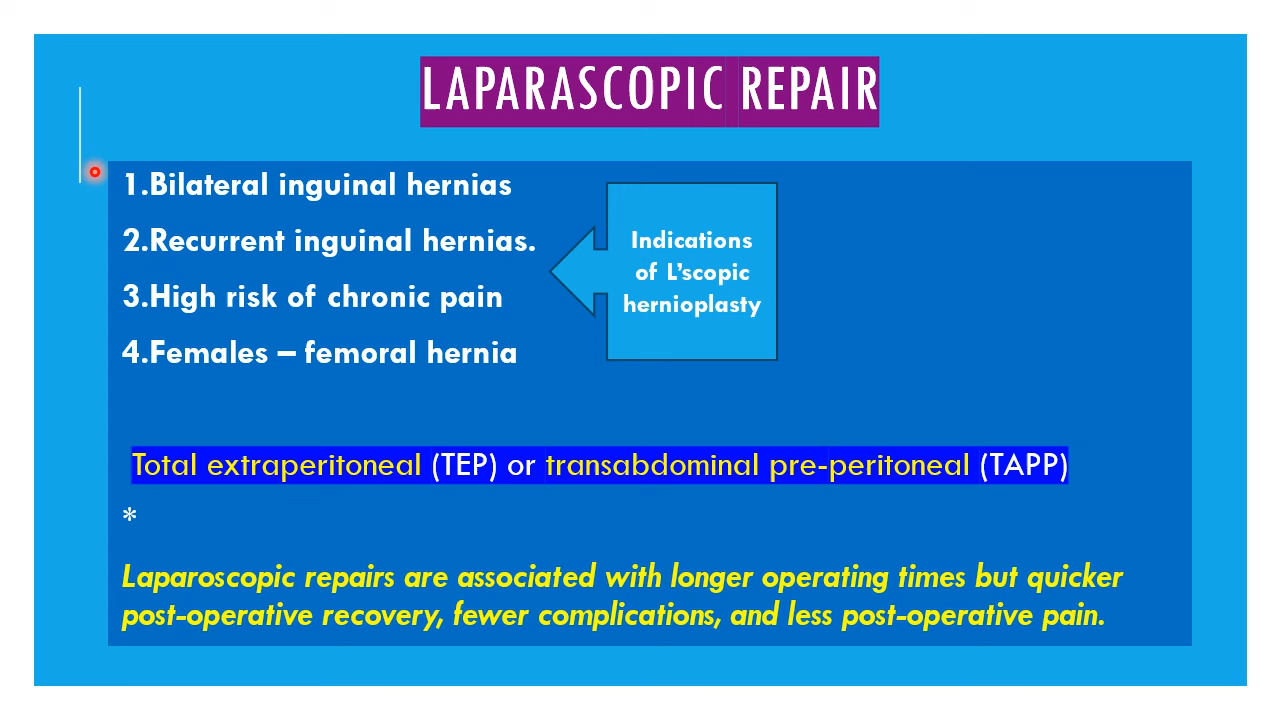 LAPARASCOPIC REPAIR
1.Bilateral inguinal hernias
2.Recurrent inguinal hernias.
3.High risk of chronic pain
4.Females – femoral hernia
Indications
of L’scopic
hernioplasty
Total extraperitoneal (TEP) or transabdominal pre-peritoneal (TAPP)
*
Laparoscopic repairs are associated with longer operating times but quicker
post-operative recovery, fewer complications, and less post-operative pain.